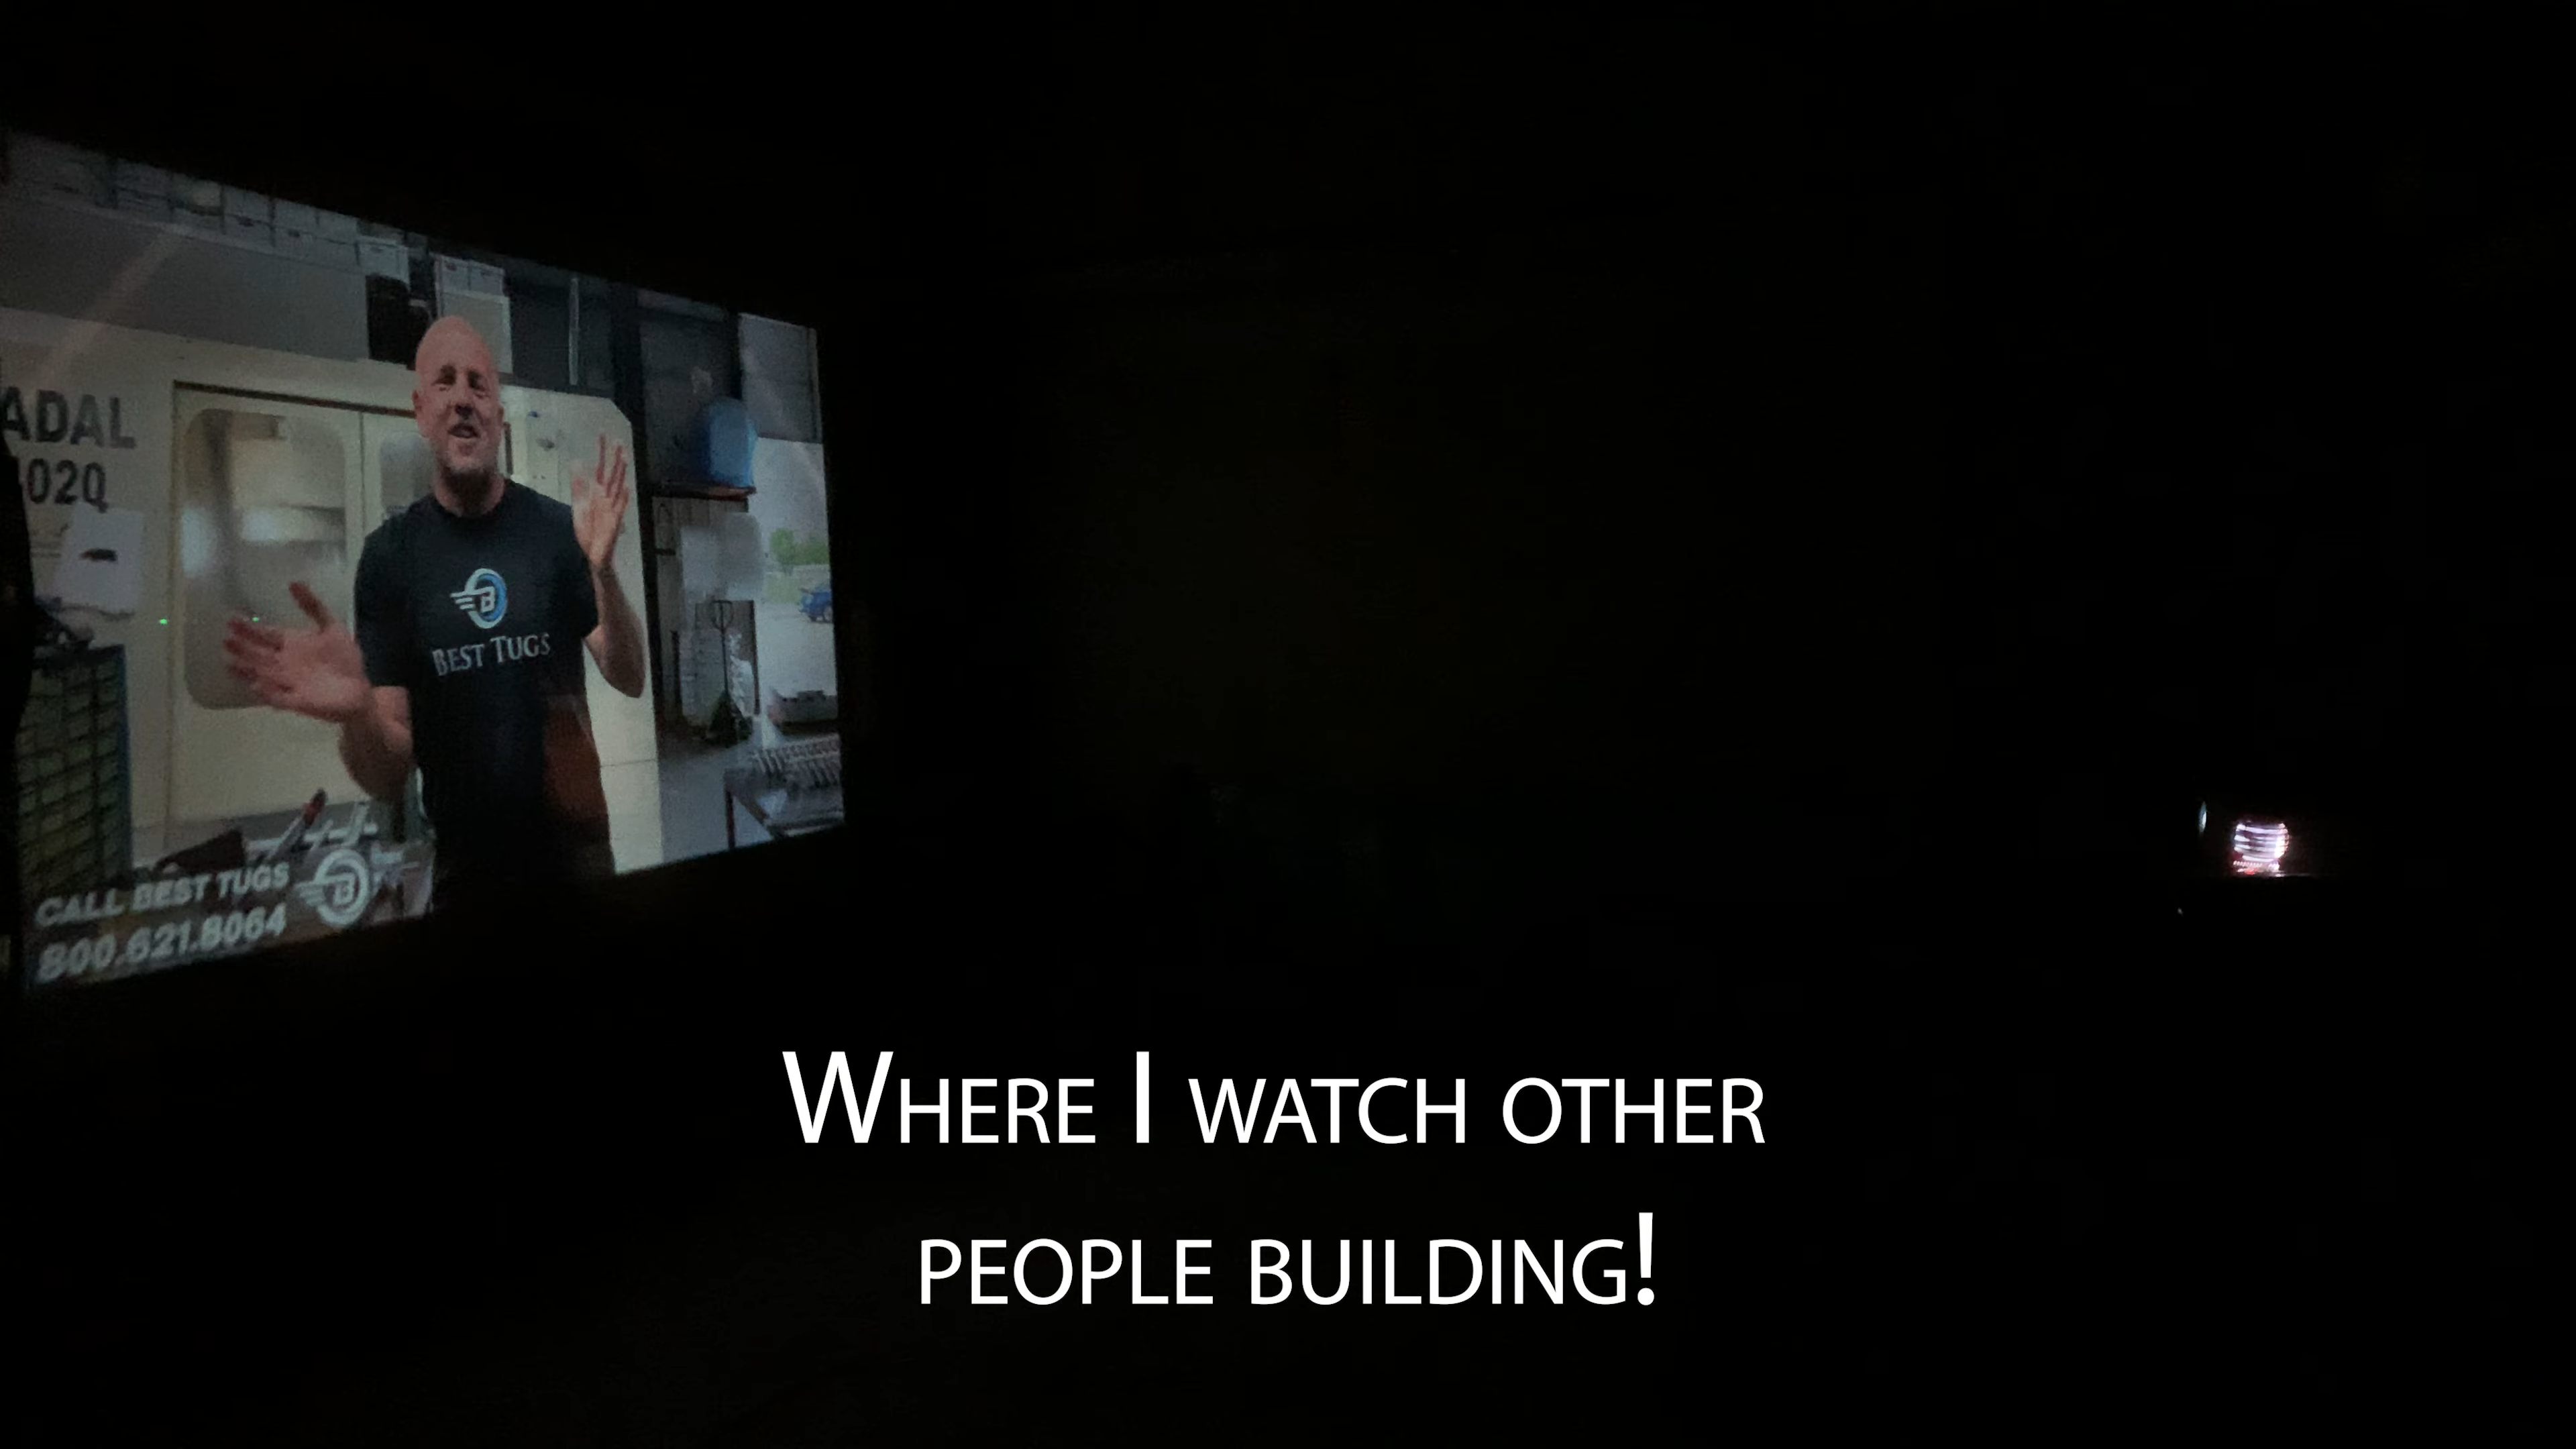 ADAL
02Q
B
BEST TUGS
CALL BEST TUGS
800.621.8064
B
WHERE I WATCH OTHER
PEOPLE BUILDING!